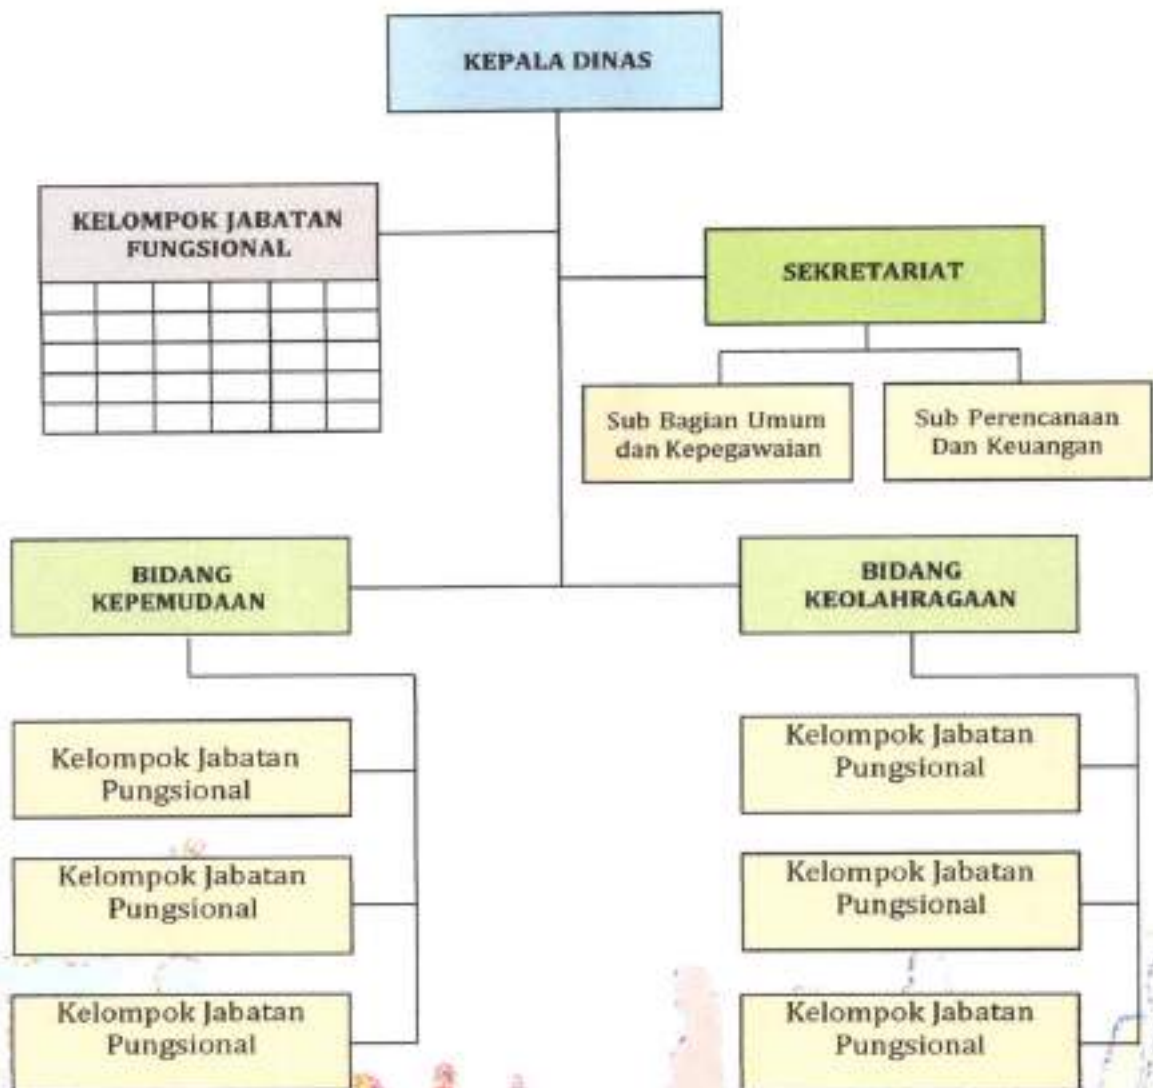 KEPALA DINAS
KELOMPOK JABATAN
FUNGSIONAL
SEKRETARIAT
Sub Bagian Umum
dan Kepegawaian
Sub Perencanaan
Dan Keuangan
BIDANG
KEPEMUDAAN
BIDANG
KEOLAHRAGAAN
Kelompok Jabatan
Pungsional
Kelompok Jabatan
Pungsional
Kelompok Jabatan
Pungsional
Kelompok Jabatan
Pungsional
Kelompok Jabatan
Pungsional
Kelompok Jabatan
Pungsional